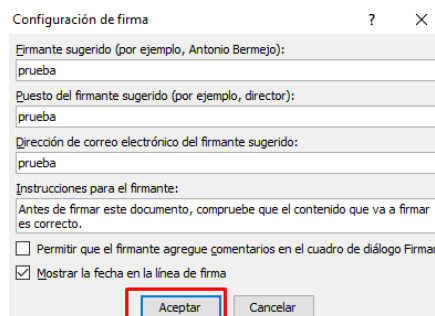 Configuración de firma ? X
Firmante sugerido (por ejemplo, Antonio Bermejo):
prueba
Puesto del firmante sugerido (por ejemplo, director):
prueba
Dirección de correo electrónico del firmante sugerido:
prueba
Instrucciones para el firmante:
Antes de firmar este documento, compruebe que el contenido que va a firmar
es correcto.
Permitir que el firmante agregue comentarios en el cuadro de diálogo Firmar
Mostrar la fecha en la línea de firma
Aceptar Cancelar